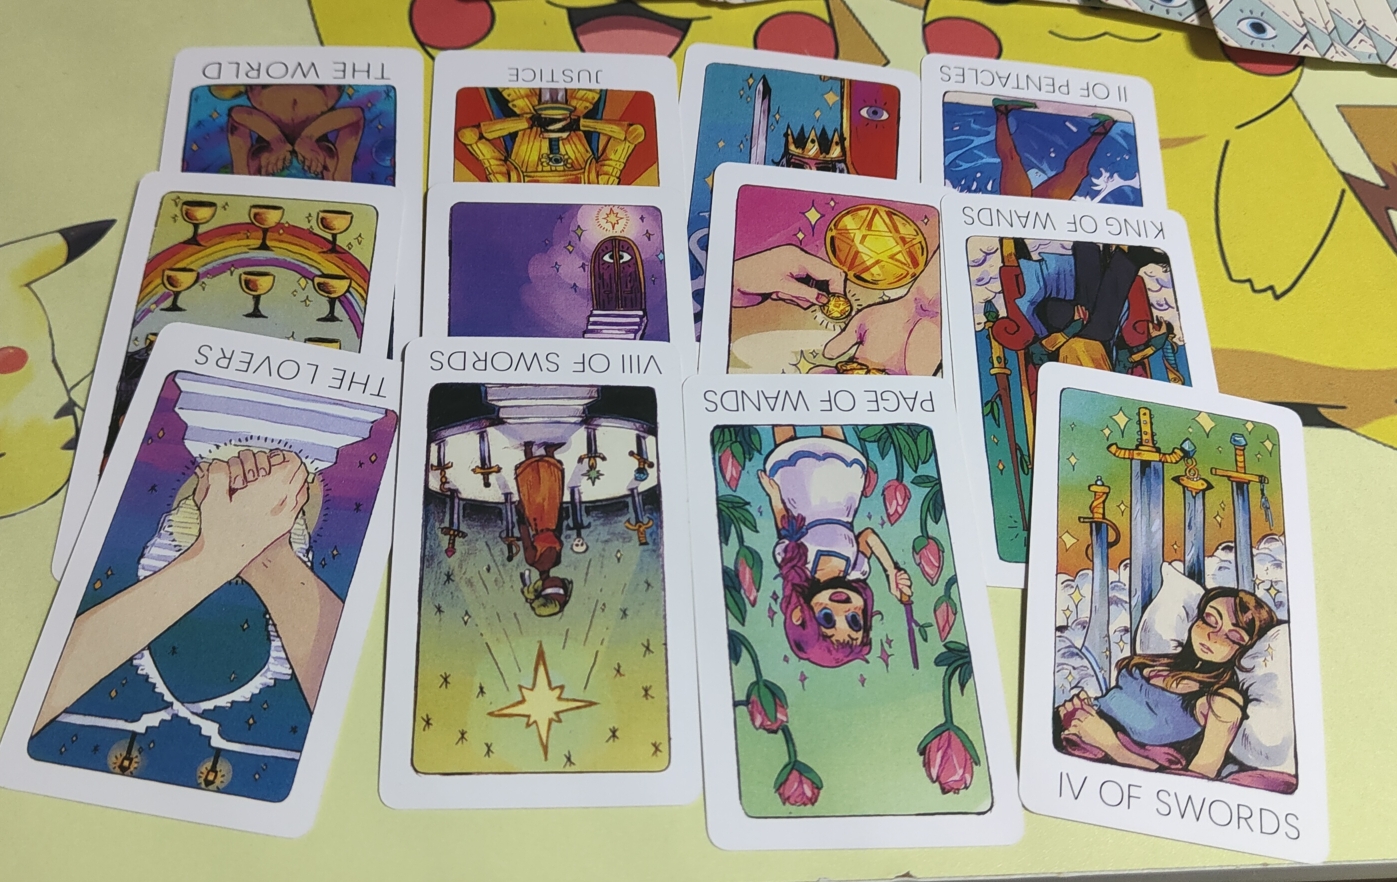 THE WORLD
JUSTICE
II OF PENTACLES
KING OF WANDS
THE LOVERS
VIII OF SWORDS
PAGE OF WANDS
IV OF SWORDS